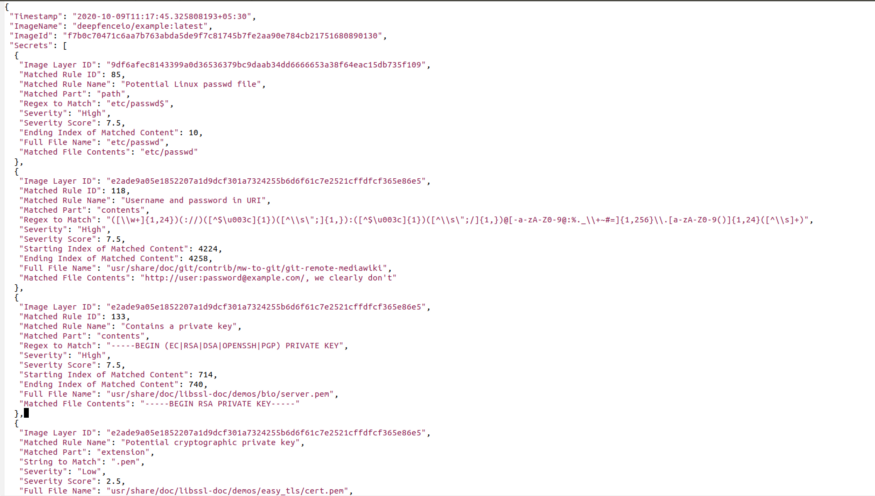 {
"Timestamp": "2020-10-09T11:17:45.325808193+05:30",
"ImageName": "deepfenceio/example:latest",
"ImageId": "f7b0c70471c6aa7b763abda5de9f7c81745b7fe2aa90e784cb21751680890130",
"Secrets": [
{
"Image Layer ID": "9df6afec8143399a0d36536379bc9daab34dd6666653a38f64eac15db735f109",
"Matched Rule ID": 85,
"Matched Rule Name": "Potential Linux passwd file",
"Matched Part": "path",
"Regex to Match": "etc/passwd$",
"Severity": "High",
"Severity Score": 7.5,
"Ending Index of Matched Content": 10,
"Full File Name": "etc/passwd",
"Matched File Contents": "etc/passwd"
},
{
"Image Layer ID": "e2ade9a05e1852207a1d9dcf301a7324255b6d6f61c7e2521cffdfcf365e86e5",
"Matched Rule ID": 118,
"Matched Rule Name": "Username and password in URI",
"Matched Part": "contents",
"Regex to Match": "([\\w+]{1,24})(://)([^$\u003c]{1})([^\\s\";]{1,}):([^$\u003c]{1})([^\\s\";/]{1,})@[-a-zA-Z0-9@:%._\\+~#=]{1,256}\\.[a-zA-Z0-9()]{1,24}([^\\s]+)",
"Severity": "High",
"Severity Score": 7.5,
"Starting Index of Matched Content": 4224,
"Ending Index of Matched Content": 4258,
"Full File Name": "usr/share/doc/git/contrib/mw-to-git/git-remote-mediawiki",
"Matched File Contents": "http://user:password@example.com/, we clearly don't"
},
{
"Image Layer ID": "e2ade9a05e1852207a1d9dcf301a7324255b6d6f61c7e2521cffdfcf365e86e5",
"Matched Rule ID": 133,
"Matched Rule Name": "Contains a private key",
"Matched Part": "contents",
"Regex to Match": "-----BEGIN (EC|RSA|DSA|OPENSSH|PGP) PRIVATE KEY",
"Severity": "High",
"Severity Score": 7.5,
"Starting Index of Matched Content": 714,
"Ending Index of Matched Content": 740,
"Full File Name": "usr/share/doc/libssl-doc/demos/bio/server.pem",
"Matched File Contents": "-----BEGIN RSA PRIVATE KEY-----"
},
{
"Image Layer ID": "e2ade9a05e1852207a1d9dcf301a7324255b6d6f61c7e2521cffdfcf365e86e5",
"Matched Rule Name": "Potential cryptographic private key",
"Matched Part": "extension",
"String to Match": ".pem",
"Severity": "Low",
"Severity Score": 2.5,
"Full File Name": "usr/share/doc/libssl-doc/demos/easy_tls/cert.pem",